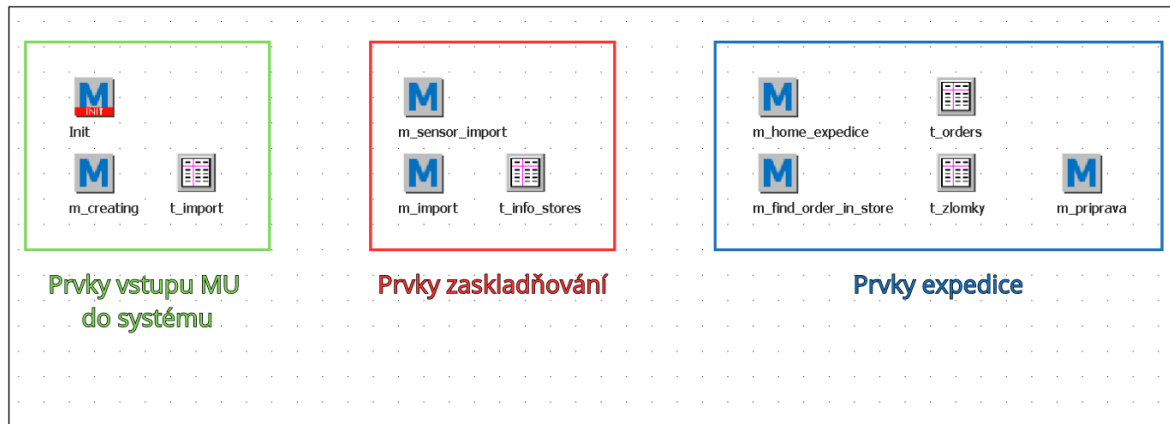 M
INIT
Init
M
m_creating
t_import
Prvky vstupu MU
do systému
M
m_sensor_import
M
m_import
t_info_stores
Prvky zaskladňování
M
m_home_expedice
t_orders
M
m_find_order_in_store
t_zlomky
M
m_priprava
Prvky expedice